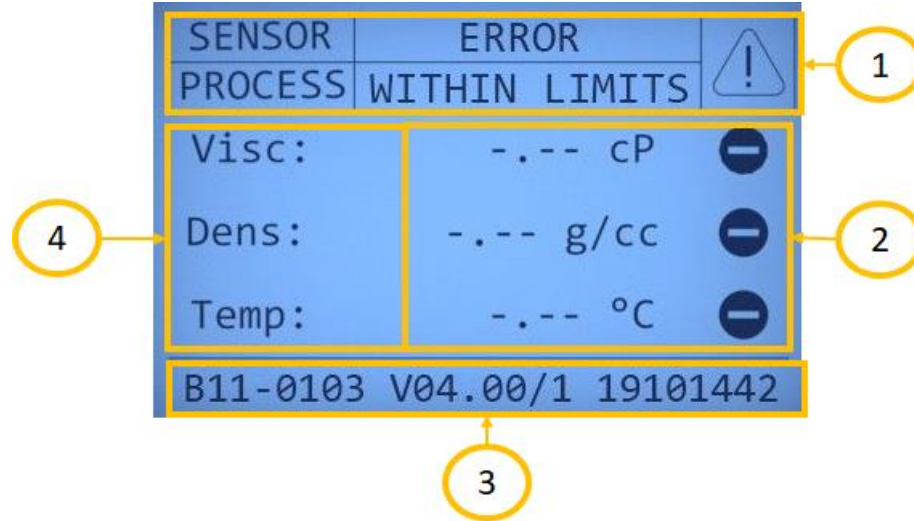 SENSOR ERROR
PROCESS WITHIN LIMITS
1
Visc: -.-- cP
Dens: -.-- g/cc
Temp: -.-- °C
4
2
B11-0103 V04.00/1 19101442
3